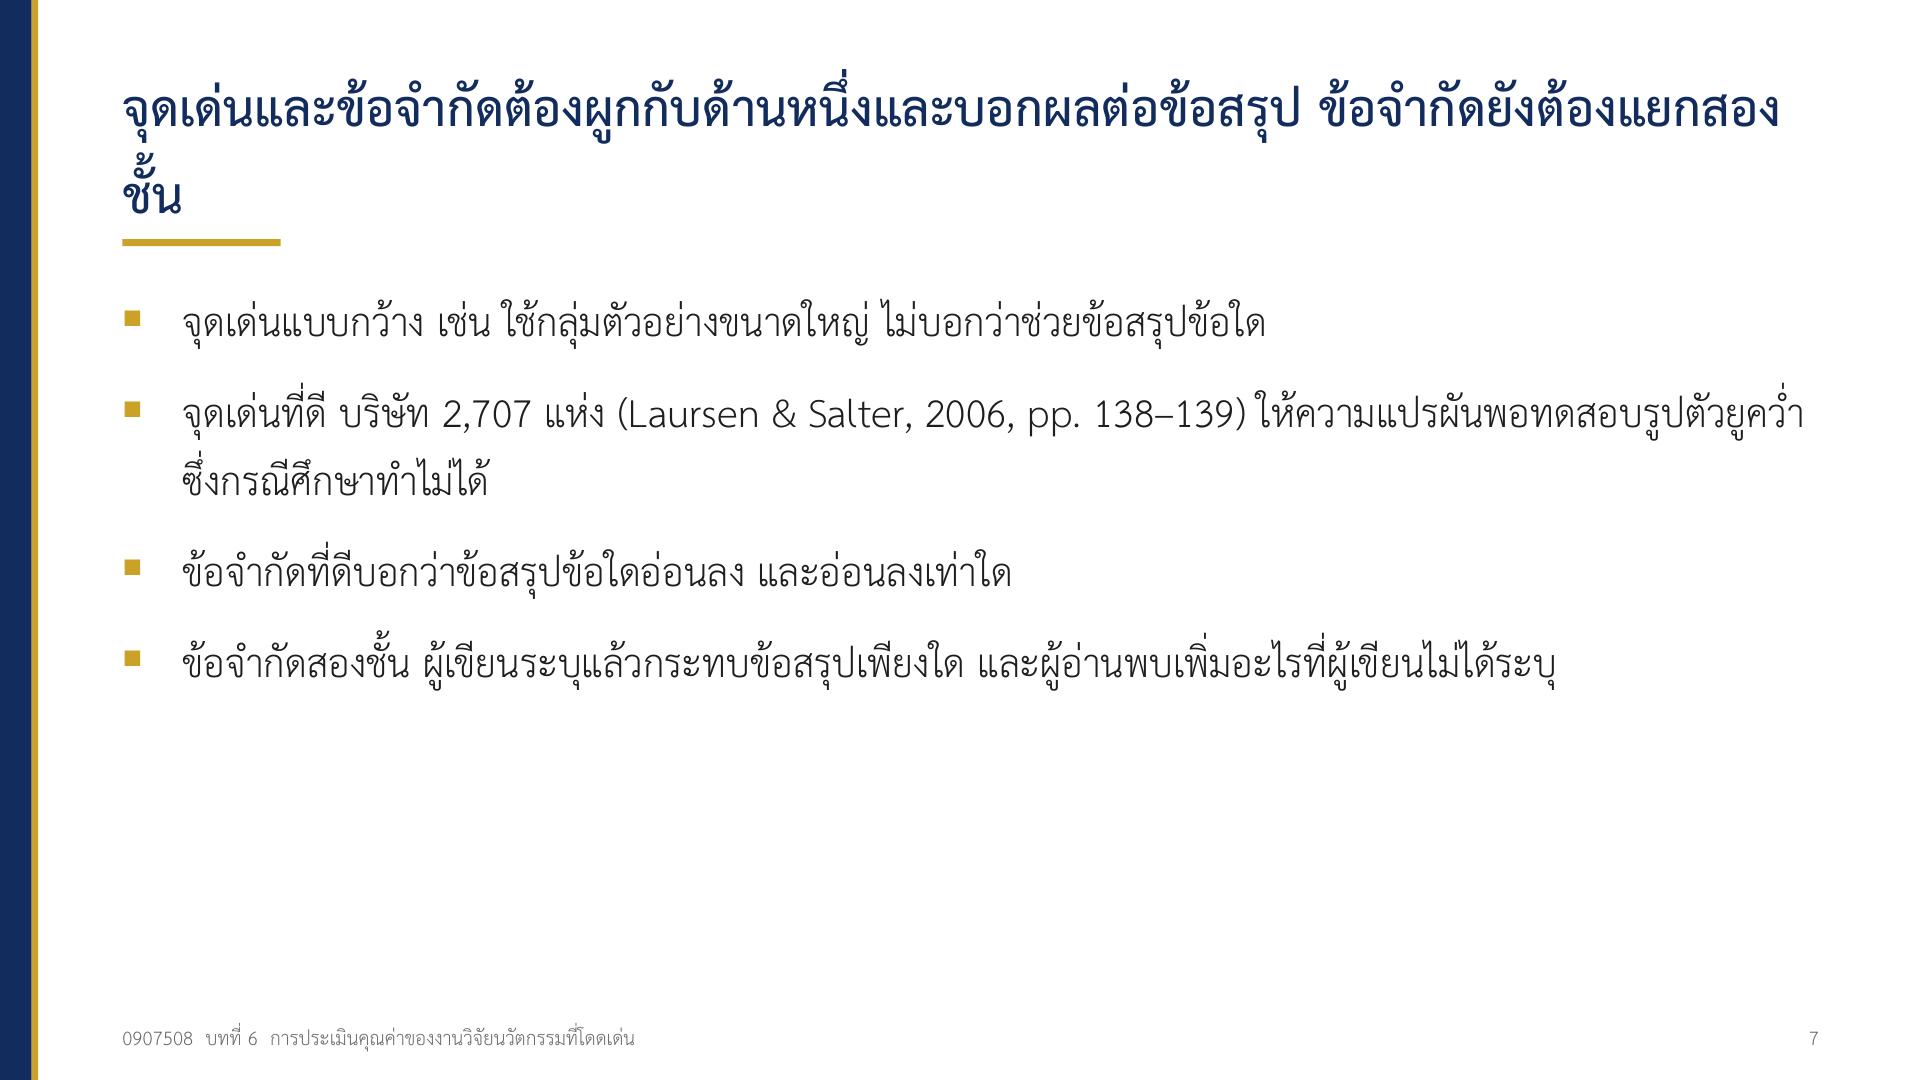 จุดเด่นและข้อจำกัดต้องผูกกับด้านหนึ่งและบอกผลต่อข้อสรุป ข้อจำกัดยังต้องแยกสอง
ชั้น
จุดเด่นแบบกว้าง เช่น ใช้กลุ่มตัวอย่างขนาดใหญ่ ไม่บอกว่าช่วยข้อสรุปข้อใด
จุดเด่นที่ดี บริษัท 2,707 แห่ง (Laursen & Salter, 2006, pp. 138–139) ให้ความแปรผันพอทดสอบรูปตัวยูคว่ำ
ซึ่งกรณีศึกษาทำไม่ได้
ข้อจำกัดที่ดีบอกว่าข้อสรุปข้อใดอ่อนลง และอ่อนลงเท่าใด
ข้อจำกัดสองชั้น ผู้เขียนระบุแล้วกระทบข้อสรุปเพียงใด และผู้อ่านพบเพิ่มอะไรที่ผู้เขียนไม่ได้ระบุ
0907508 บทที่ 6 การประเมินคุณค่าของงานวิจัยนวัตกรรมที่โดดเด่น
7